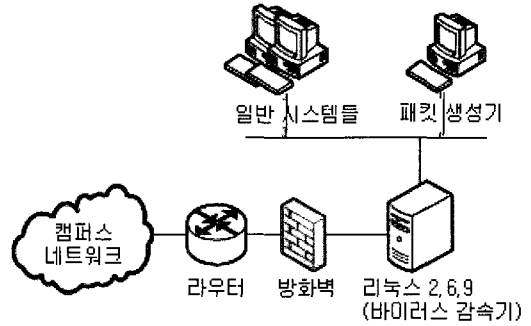 일반 시스템들
패킷 생성기
캠퍼스
네트워크
라우터
방화벽
리눅스 2,6,9
(바이러스 감속기)